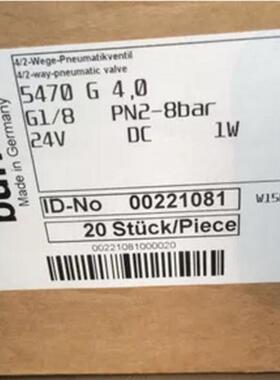 4/2-Wege-Pneumatikventil
4/2-way-pneumatic valve
5470 G 4,0
G1/8 PN2-8bar
24V DC 1W
Made in Germany
ID-No 00221081
20 Stück/Piece
00221081000020